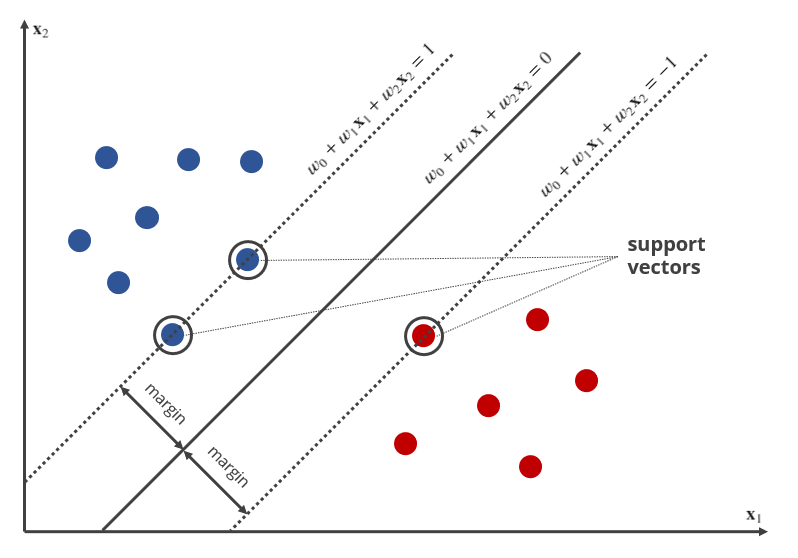 x₂
w₀ + w₁x₁ + w₂x₂ = 1
w₀ + w₁x₁ + w₂x₂ = 0
w₀ + w₁x₁ + w₂x₂ = −1
support
vectors
margin
margin
x₁